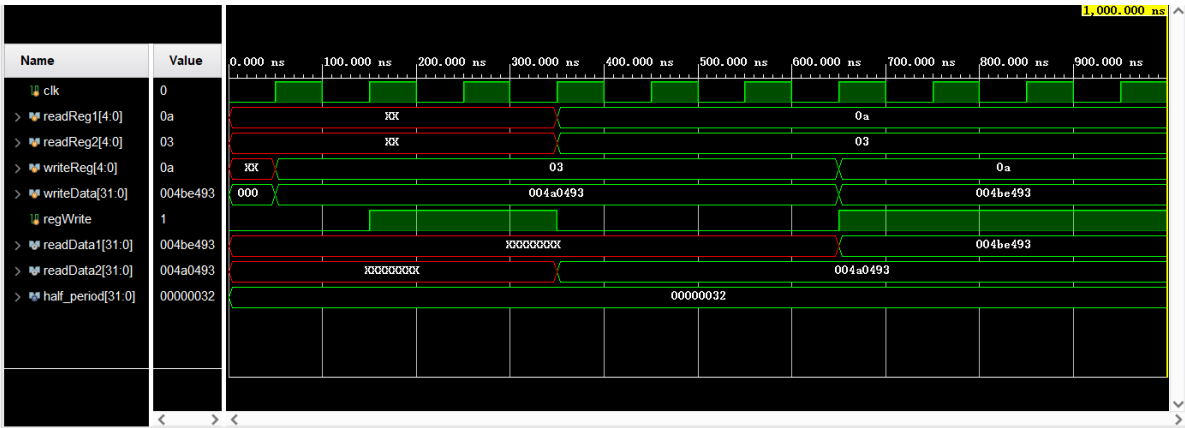 1,000.000 ns
Name Value 0.000 ns 100.000 ns 200.000 ns 300.000 ns 400.000 ns 500.000 ns 600.000 ns 700.000 ns 800.000 ns 900.000 ns
clk 0
readReg1[4:0] 0a XX 0a
readReg2[4:0] 03 XX 03
writeReg[4:0] 0a XX 03 0a
writeData[31:0] 004be493 000 004a0493 004be493
regWrite 1
readData1[31:0] 004be493 XXXXXXXX 004be493
readData2[31:0] 004a0493 XXXXXXXX 004a0493
half_period[31:0] 00000032 00000032